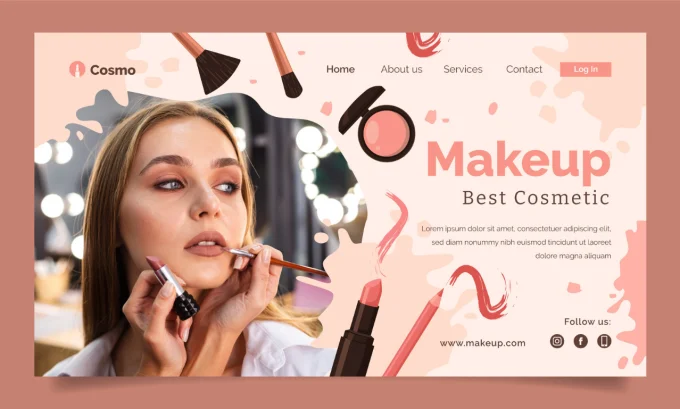 Cosmo
Home
About us
Services
Contact
Log in
Makeup
Best Cosmetic
Lorem ipsum dolor sit amet, consectetuer adipiscing elit,
sed diam nonummy nibh euismod tincidunt ut laoreet
dolore magna aliquam
Follow us:
www.makeup.com